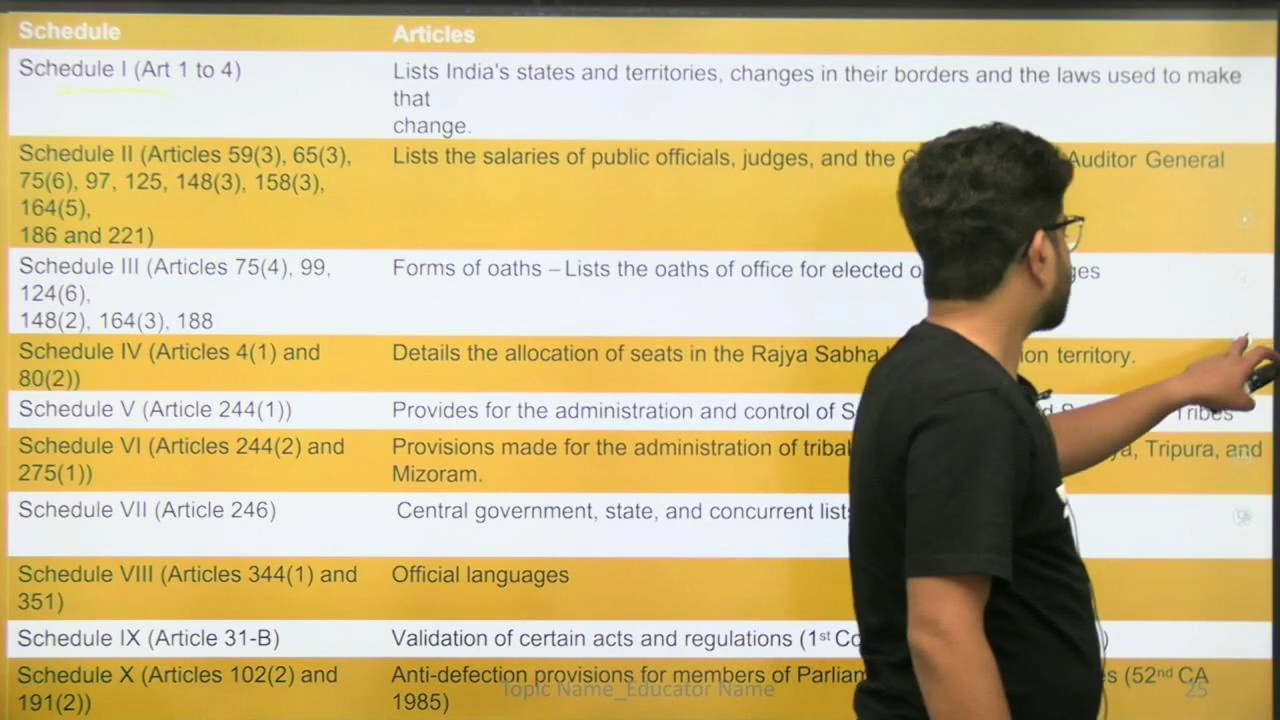 Schedule
Articles
Schedule I (Art 1 to 4)
Lists India's states and territories, changes in their borders and the laws used to make
that
change.
Schedule II (Articles 59(3), 65(3),
75(6), 97, 125, 148(3), 158(3),
164(5),
186 and 221)
Lists the salaries of public officials, judges, and the Auditor General
Schedule III (Articles 75(4), 99,
124(6),
148(2), 164(3), 188
Forms of oaths – Lists the oaths of office for elected
Schedule IV (Articles 4(1) and
80(2))
Details the allocation of seats in the Rajya Sabha territory.
Schedule V (Article 244(1))
Provides for the administration and control of Tribes
Schedule VI (Articles 244(2) and
275(1))
Provisions made for the administration of tribal Tripura, and
Mizoram.
Schedule VII (Article 246)
Central government, state, and concurrent lists
Schedule VIII (Articles 344(1) and
351)
Official languages
Schedule IX (Article 31-B)
Validation of certain acts and regulations (1st
Schedule X (Articles 102(2) and
191(2))
Anti-defection provisions for members of (52nd CA
1985)
Topic Name_Educator Name
25